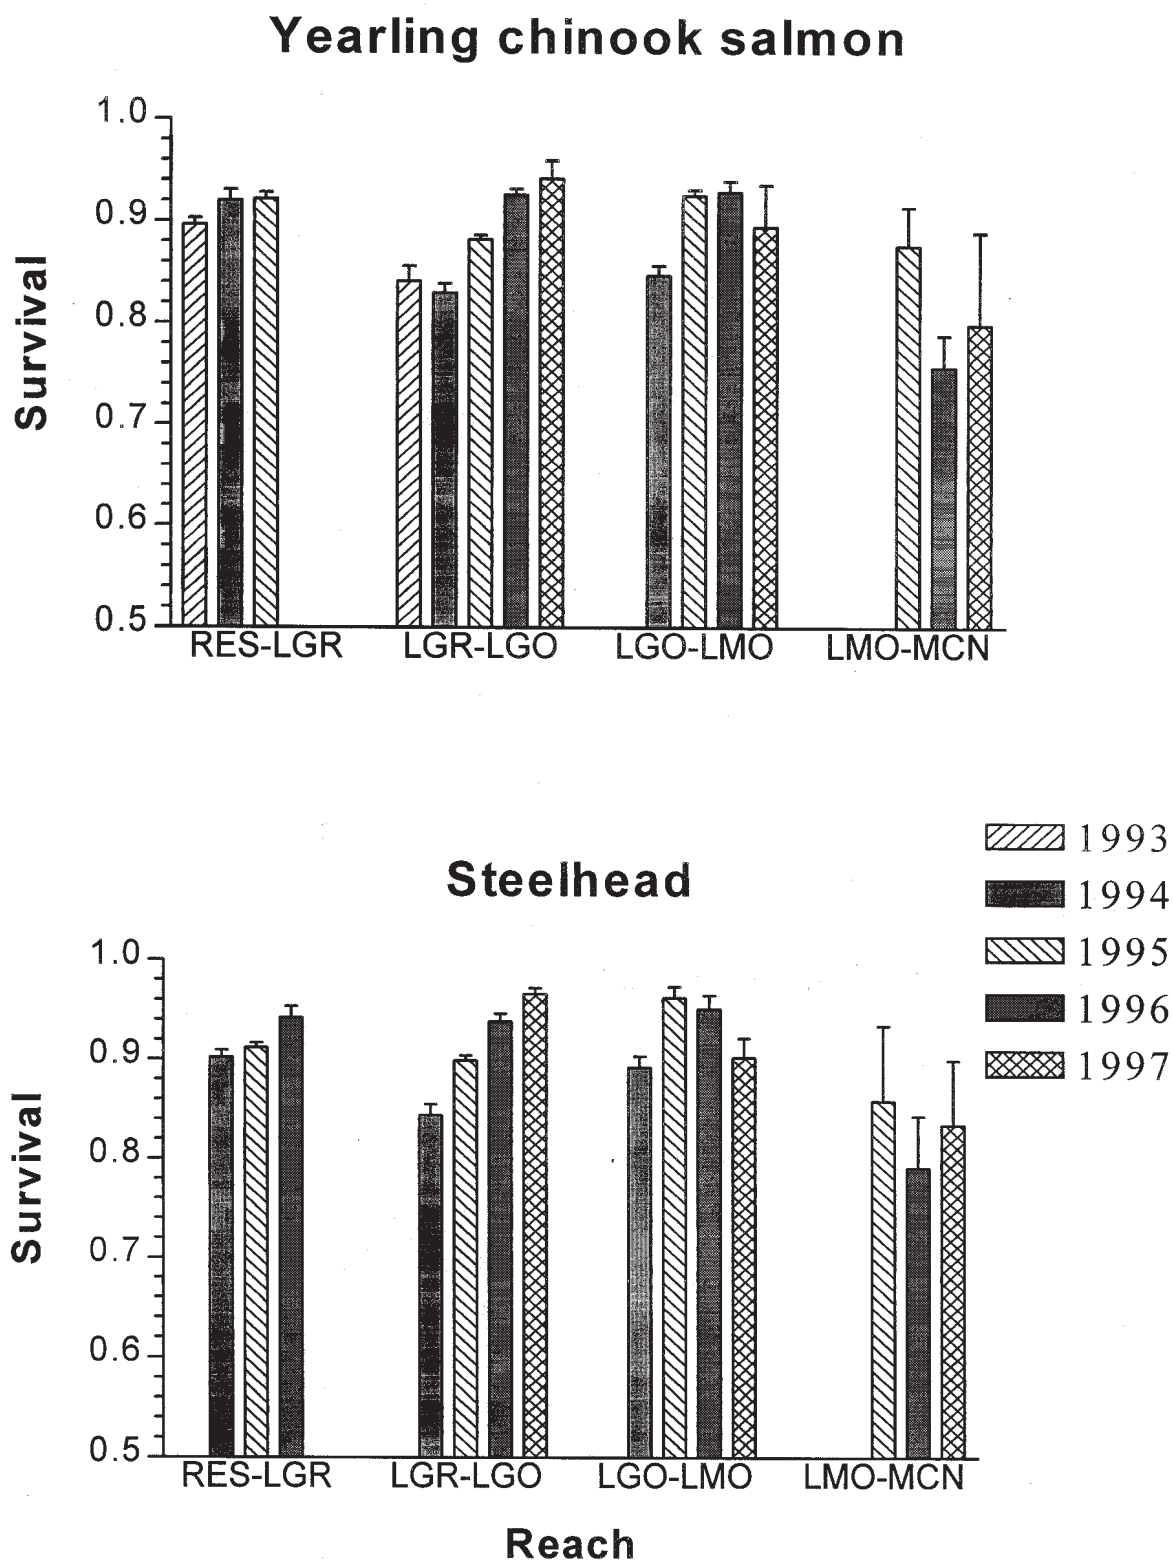 Yearling chinook salmon
1.0
0.9
0.8
0.7
0.6
0.5
Survival
RES-LGR LGR-LGO LGO-LMO LMO-MCN
1993
1994
1995
1996
1997
Steelhead
1.0
0.9
0.8
0.7
0.6
0.5
Survival
RES-LGR LGR-LGO LGO-LMO LMO-MCN
Reach